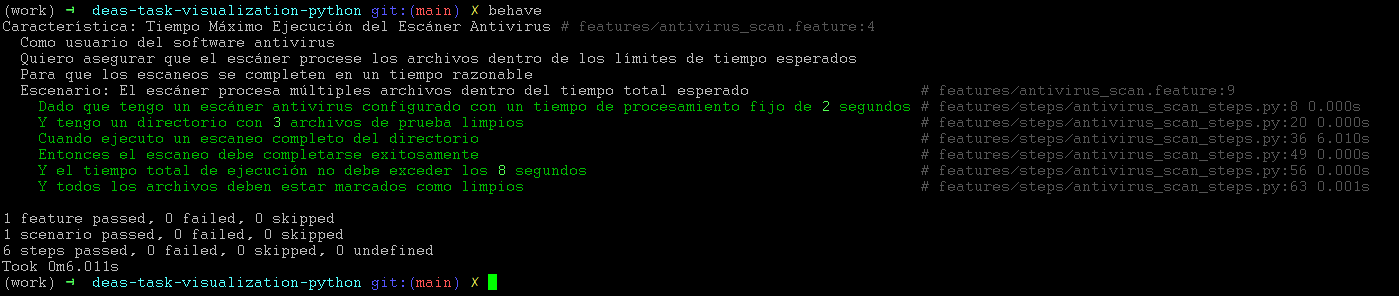 (work) ⊣ deas-task-visualization-python git:(main) ✗ behave
Característica: Tiempo Máximo Ejecución del Escáner Antivirus # features/antivirus_scan.feature:4
Como usuario del software antivirus
Quiero asegurar que el escáner procese los archivos dentro de los límites de tiempo esperados
Para que los escaneos se completen en un tiempo razonable
Escenario: El escáner procesa múltiples archivos dentro del tiempo total esperado # features/antivirus_scan.feature:9
Dado que tengo un escáner antivirus configurado con un tiempo de procesamiento fijo de 2 segundos # features/steps/antivirus_scan_steps.py:8 0.000s
Y tengo un directorio con 3 archivos de prueba limpios # features/steps/antivirus_scan_steps.py:20 0.000s
Cuando ejecuto un escaneo completo del directorio # features/steps/antivirus_scan_steps.py:36 6.010s
Entonces el escaneo debe completarse exitosamente # features/steps/antivirus_scan_steps.py:49 0.000s
Y el tiempo total de ejecución no debe exceder los 8 segundos # features/steps/antivirus_scan_steps.py:56 0.000s
Y todos los archivos deben estar marcados como limpios # features/steps/antivirus_scan_steps.py:63 0.001s
1 feature passed, 0 failed, 0 skipped
1 scenario passed, 0 failed, 0 skipped
6 steps passed, 0 failed, 0 skipped, 0 undefined
Took 0m6.011s
(work) ⊣ deas-task-visualization-python git:(main) ✗